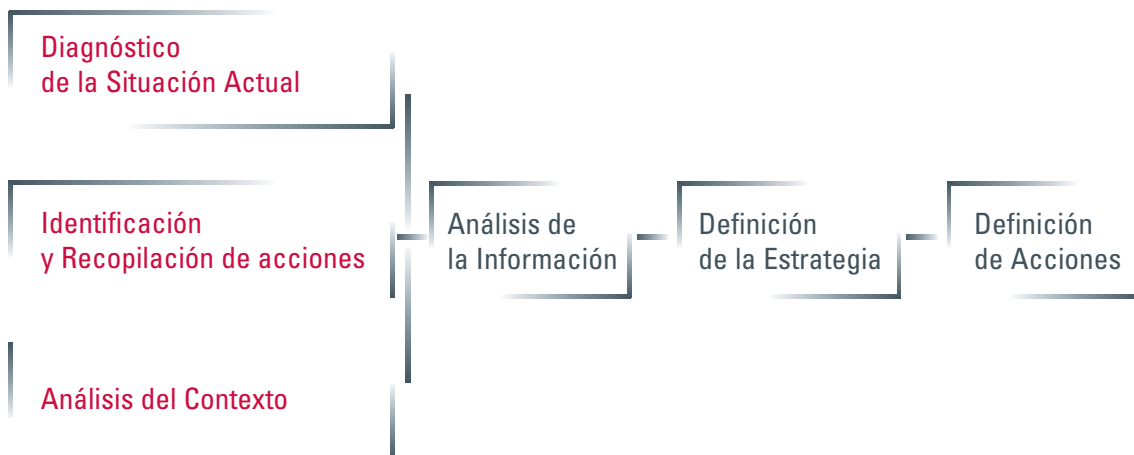 Diagnóstico
de la Situación Actual
Identificación
y Recopilación de acciones
Análisis del Contexto
Análisis de
la Información
Definición
de la Estrategia
Definición
de Acciones